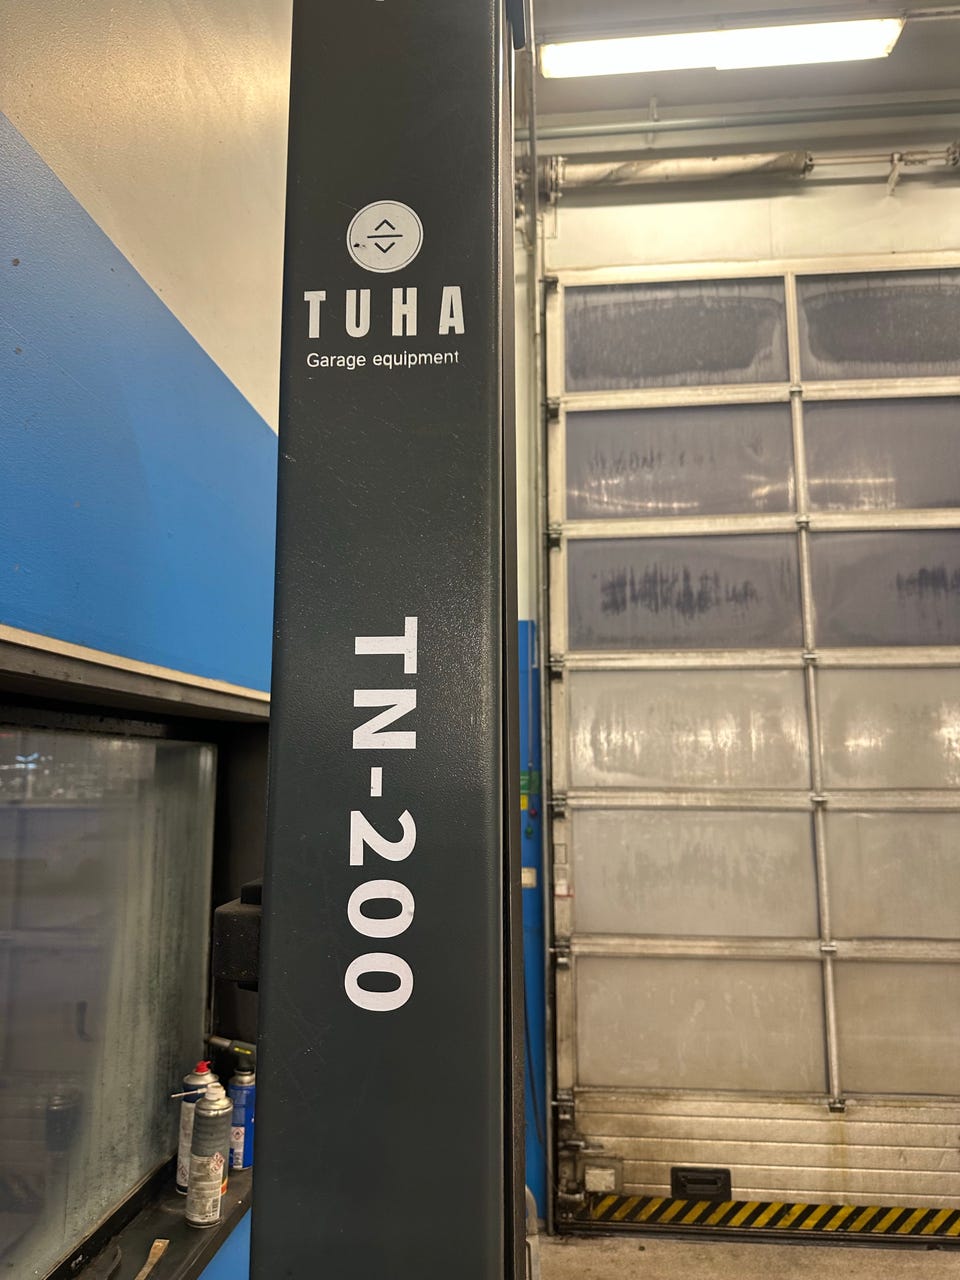 TUHA
Garage equipment
TN-200